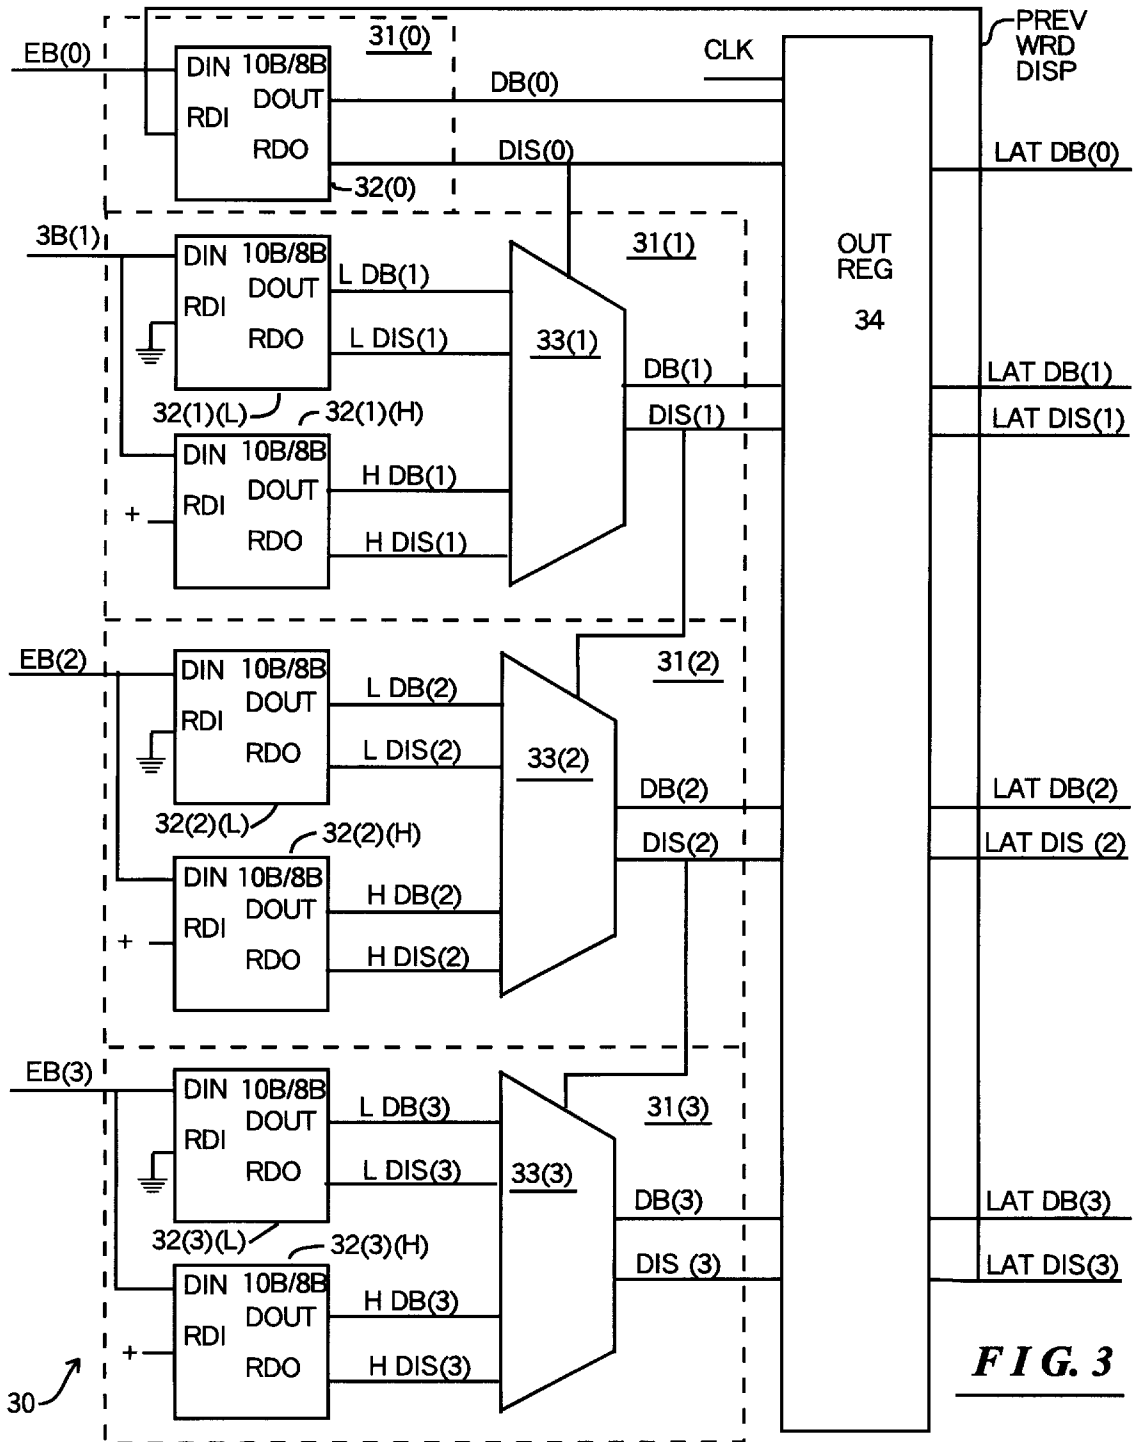 EB(0)
DIN 10B/8B
DOUT
RDI
RDO
31(0)
32(0)
DB(0)
DIS(0)
CLK
PREV
WRD
DISP
LAT DB(0)
3B(1)
DIN 10B/8B
DOUT
RDI
RDO
L DB(1)
L DIS(1)
31(1)
33(1)
OUT
REG
34
32(1)(L)
32(1)(H)
DB(1)
DIS(1)
LAT DB(1)
LAT DIS(1)
DIN 10B/8B
DOUT
RDI
RDO
+
H DB(1)
H DIS(1)
EB(2)
DIN 10B/8B
DOUT
RDI
RDO
L DB(2)
L DIS(2)
31(2)
33(2)
32(2)(L)
32(2)(H)
DB(2)
DIS(2)
LAT DB(2)
LAT DIS (2)
DIN 10B/8B
DOUT
RDI
RDO
+
H DB(2)
H DIS(2)
EB(3)
DIN 10B/8B
DOUT
RDI
RDO
L DB(3)
L DIS(3)
31(3)
33(3)
32(3)(L)
32(3)(H)
DB(3)
DIS (3)
LAT DB(3)
LAT DIS(3)
DIN 10B/8B
DOUT
RDI
RDO
+
H DB(3)
H DIS(3)
30
FIG. 3